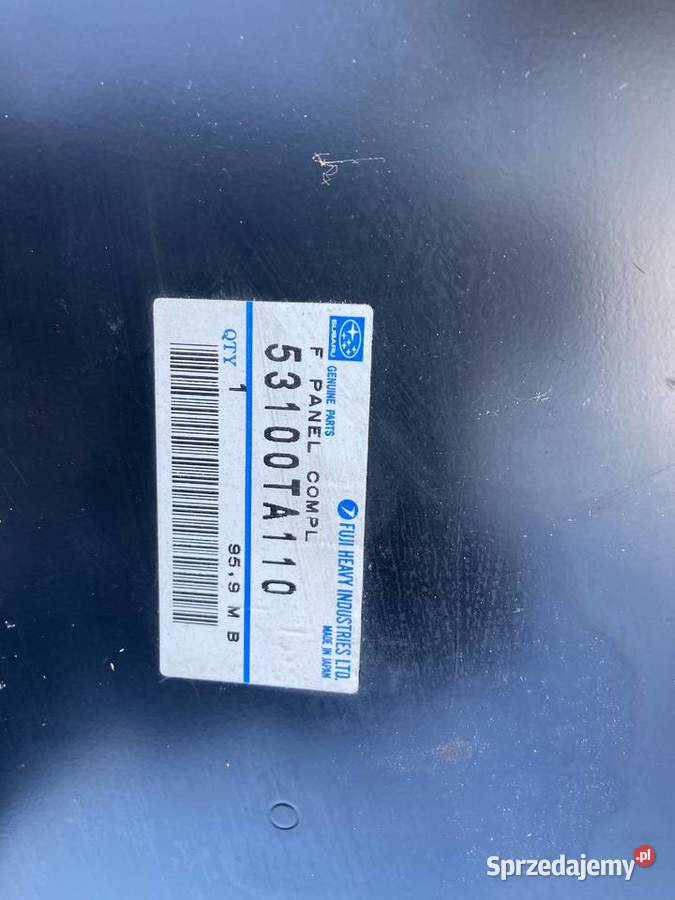 SUBARU
GENUINE PARTS
FUJI HEAVY INDUSTRIES LTD.
MADE IN JAPAN
F PANEL COMPL
53100TA110
QTY 1
95,9 M B
Sprzedajemy.pl